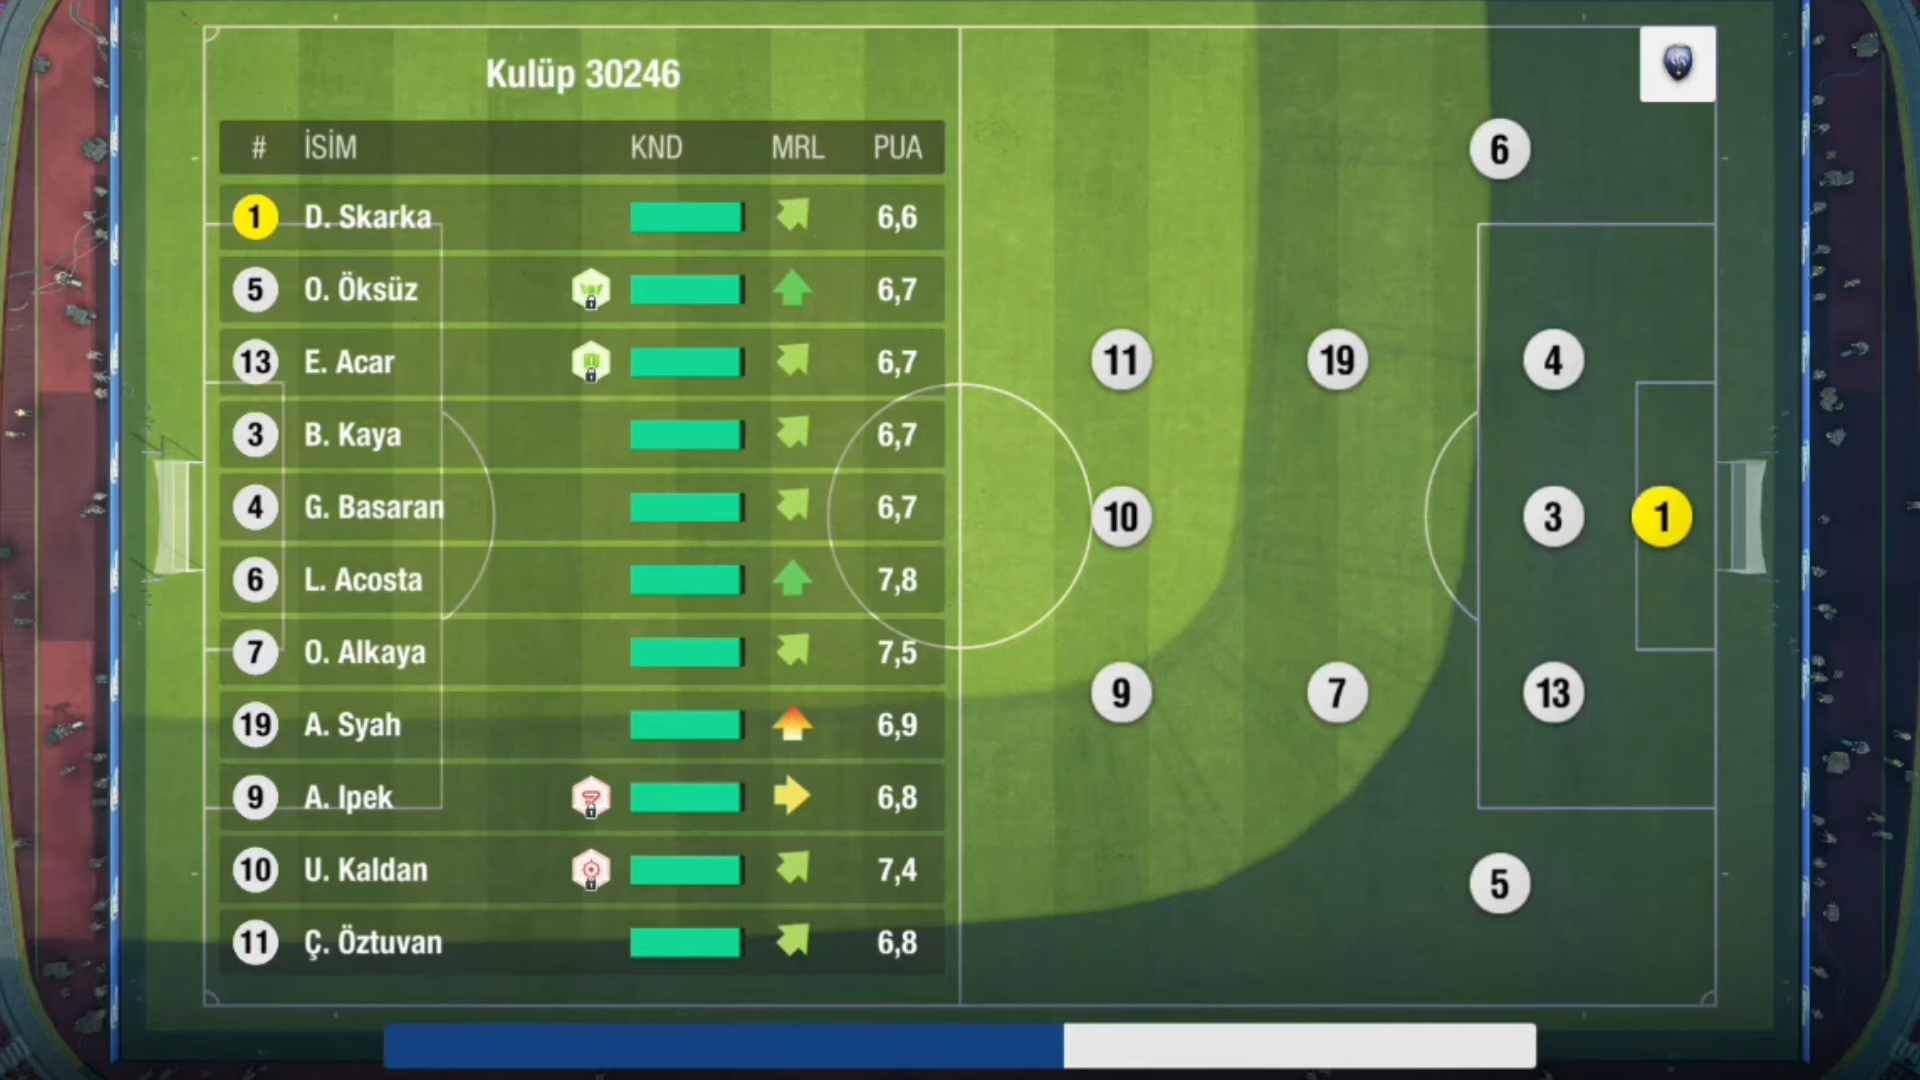 Kulüp 30246
# İSİM KND MRL PUA
1 D. Skarka 6,6
5 O. Öksüz 6,7
13 E. Acar 6,7
3 B. Kaya 6,7
4 G. Basaran 6,7
6 L. Acosta 7,8
7 O. Alkaya 7,5
19 A. Syah 6,9
9 A. Ipek 6,8
10 U. Kaldan 7,4
11 Ç. Öztuvan 6,8
6
11 19 4
10 3 1
9 7 13
5